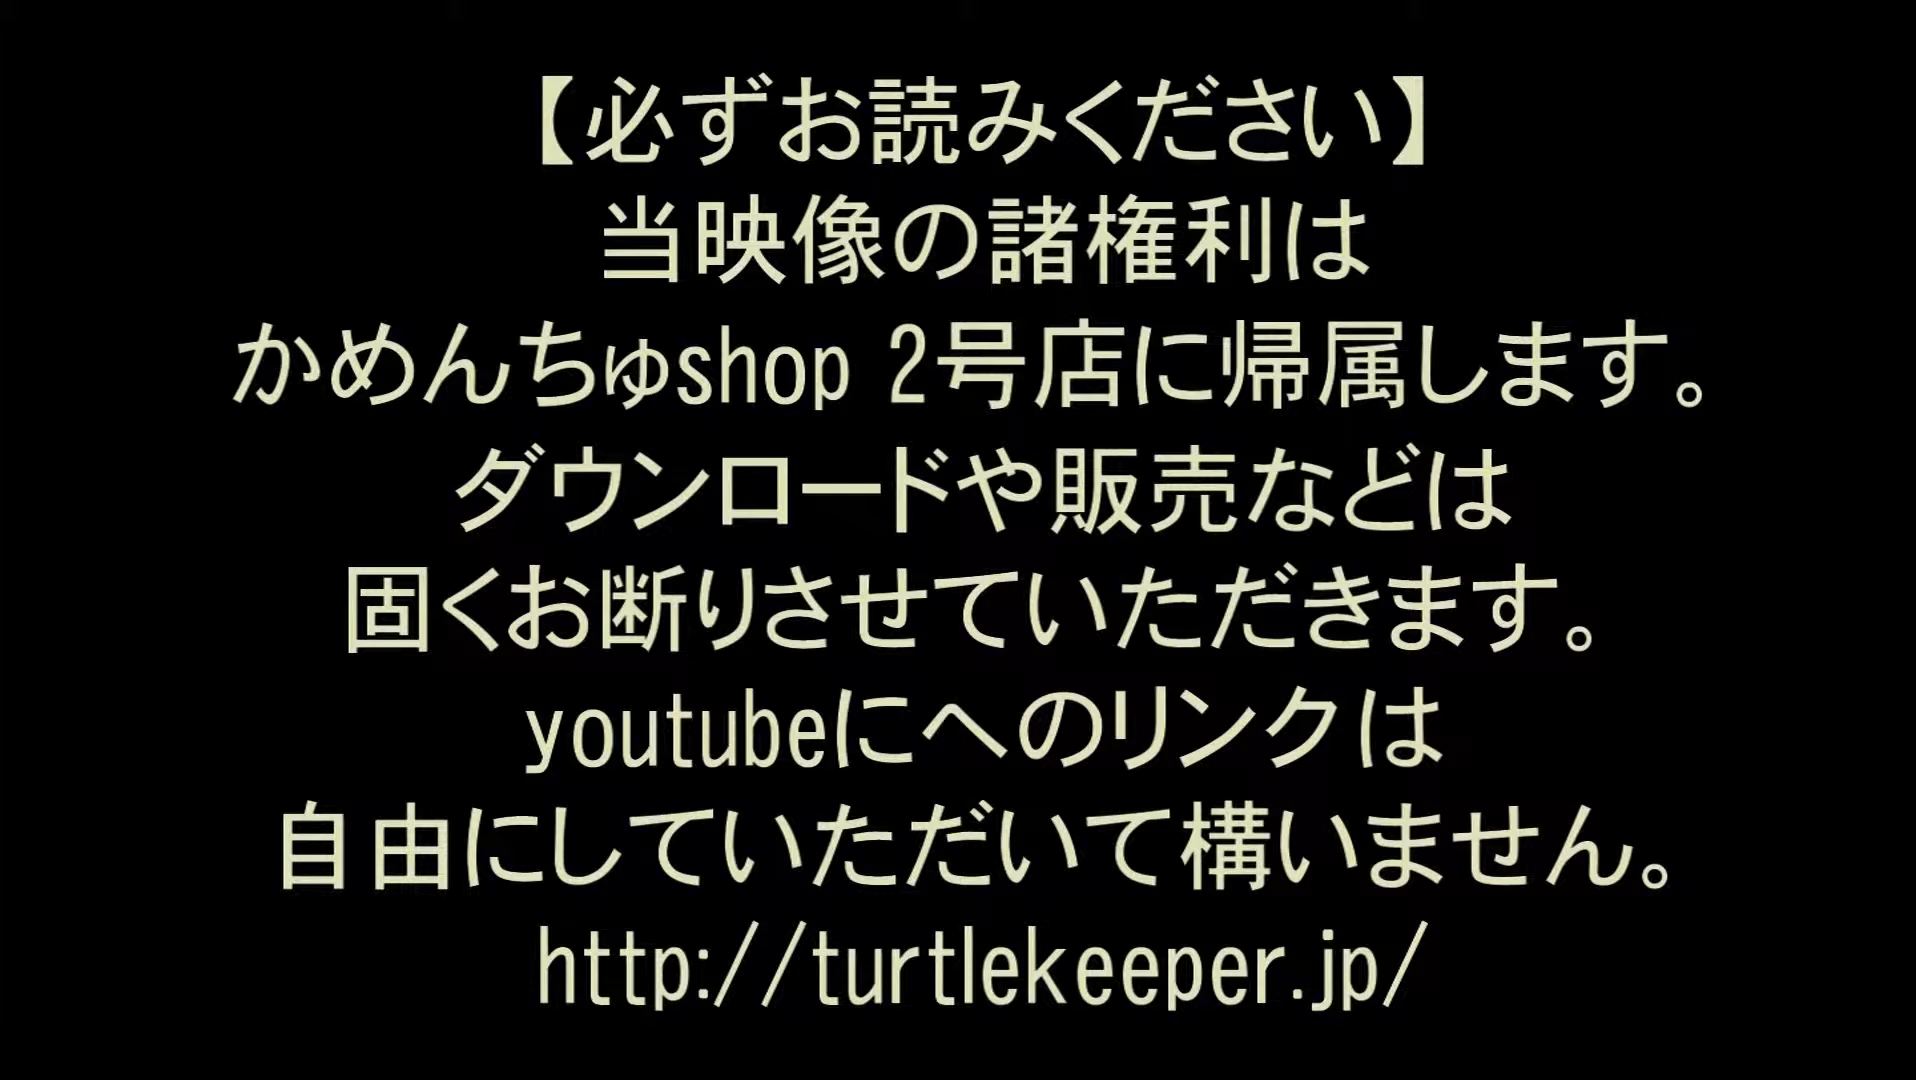 【必ずお読みください】
当映像の諸権利は
かめんちゅshop 2号店に帰属します。
ダウンロードや販売などは
固くお断りさせていただきます。
youtubeにへのリンクは
自由にしていただいて構いません。
http://turtlekeeper.jp/